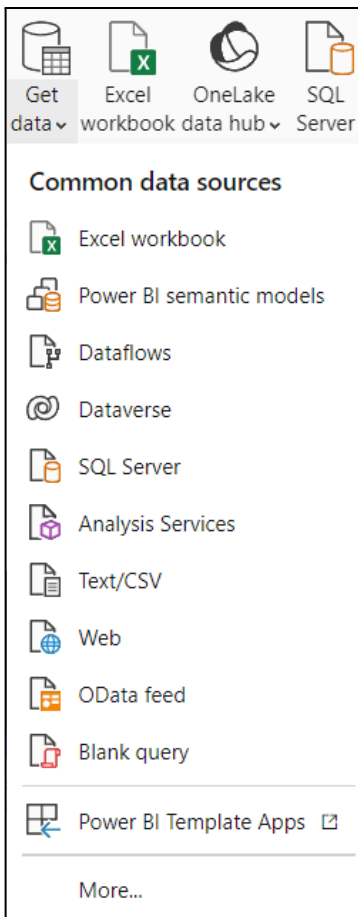 Get data
Excel workbook
OneLake data hub
SQL Server
Common data sources
Excel workbook
Power BI semantic models
Dataflows
Dataverse
SQL Server
Analysis Services
Text/CSV
Web
OData feed
Blank query
Power BI Template Apps
More...